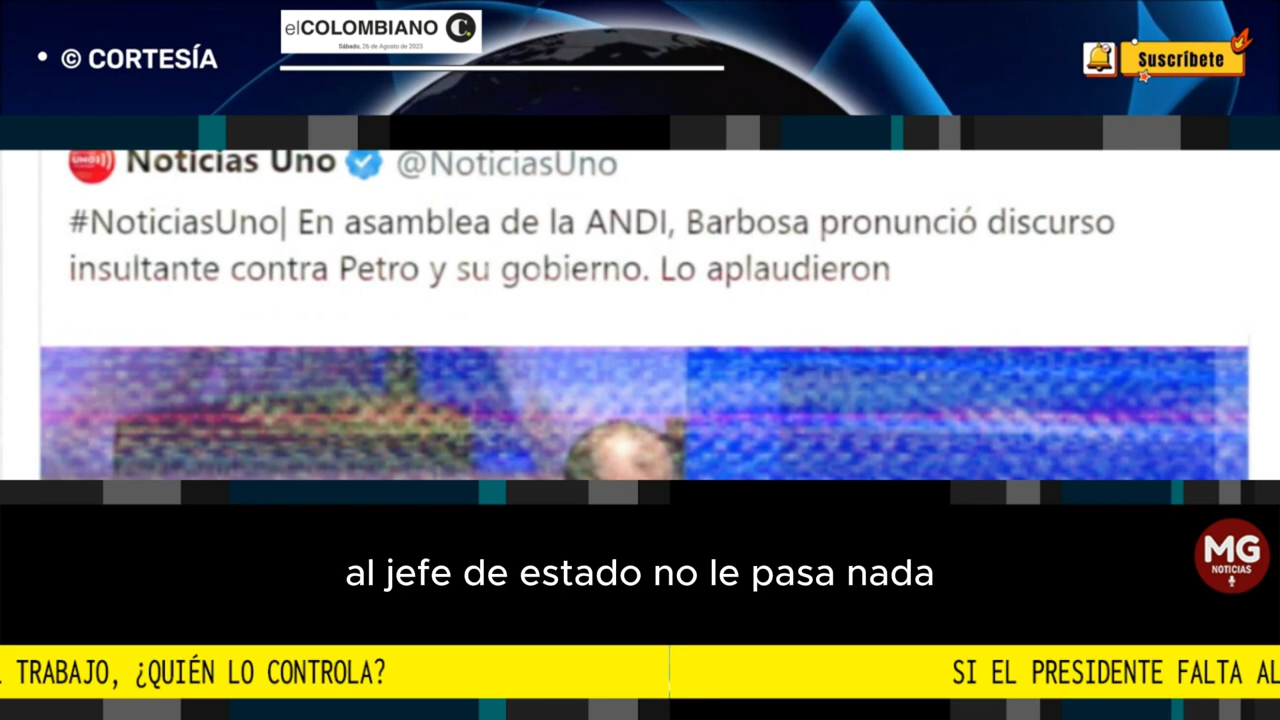 © CORTESÍA
elCOLOMBIANO C
Sábado, 26 de Agosto de 2023
Suscríbete
UNO
Noticias Uno @NoticiasUno
#NoticiasUno| En asamblea de la ANDI, Barbosa pronunció discurso
insultante contra Petro y su gobierno. Lo aplaudieron
al jefe de estado no le pasa nada
MG
NOTICIAS
TRABAJO, ¿QUIÉN LO CONTROLA?
SI EL PRESIDENTE FALTA AL